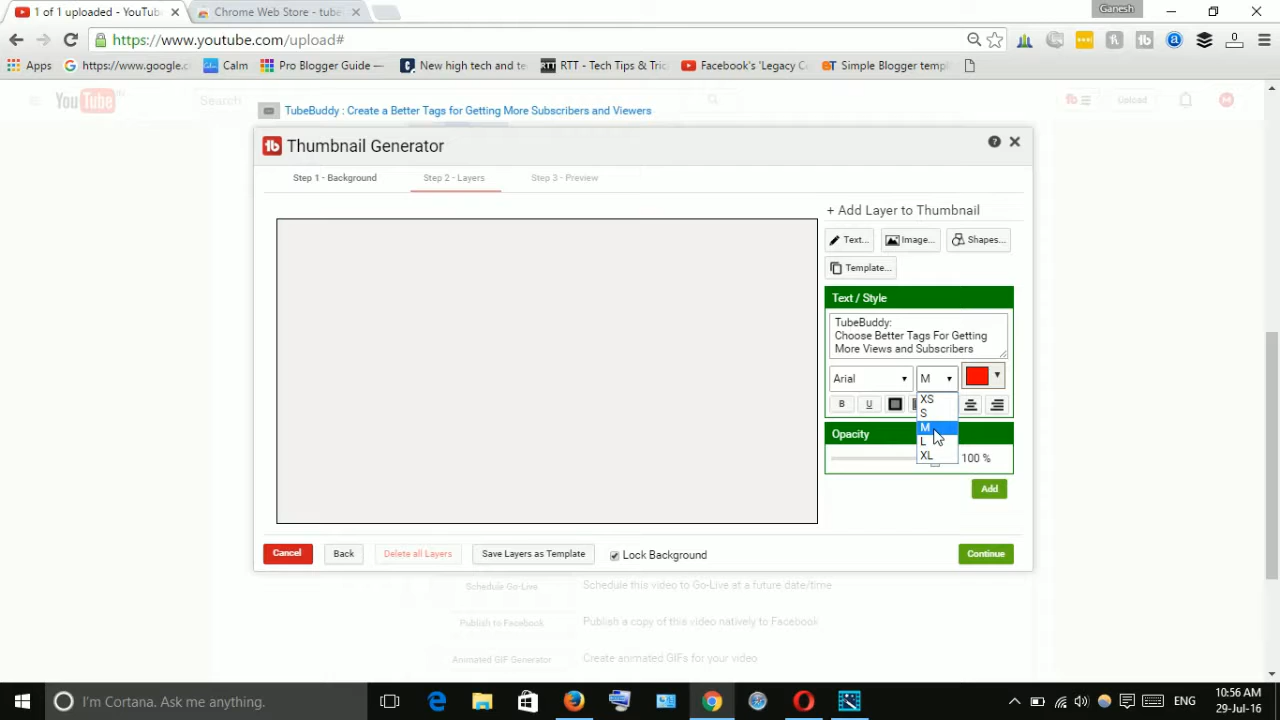 1 of 1 uploaded - YouTu
Chrome Web Store - tube
Ganesh
https://www.youtube.com/upload#
Apps
https://www.google.c
Calm
Pro Blogger Guide –
New high tech and te
RTT - Tech Tips & Tric
Facebook's 'Legacy C
Simple Blogger templ
YouTube
Search
Upload
TubeBuddy : Create a Better Tags for Getting More Subscribers and Viewers
Thumbnail Generator
Step 1 - Background
Step 2 - Layers
Step 3 - Preview
+ Add Layer to Thumbnail
Text...
Image...
Shapes...
Template...
Text / Style
TubeBuddy:
Choose Better Tags For Getting
More Views and Subscribers
Arial
M
B
U
XS
S
M
L
XL
Opacity
100 %
Add
Cancel
Back
Delete all Layers
Save Layers as Template
Lock Background
Continue
Schedule Go-Live
Schedule this video to Go-Live at a future date/time
Publish to Facebook
Publish a copy of this video natively to Facebook
Animated GIF Generator
Create animated GIFs for your video
I'm Cortana. Ask me anything.
ENG
10:56 AM
29-Jul-16